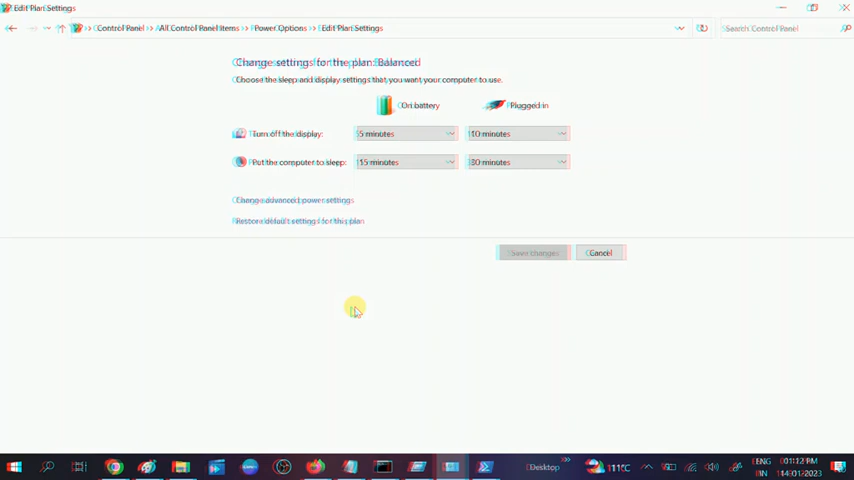 Edit Plan Settings
Control Panel > All Control Panel Items > Power Options > Edit Plan Settings
Search Control Panel
Change settings for the plan: Balanced
Choose the sleep and display settings that you want your computer to use.
On battery
Plugged in
Turn off the display:
5 minutes
10 minutes
Put the computer to sleep:
15 minutes
30 minutes
Change advanced power settings
Restore default settings for this plan
Save changes
Cancel
Desktop
11°C
ENG
IN
01:12 PM
14-01-2023